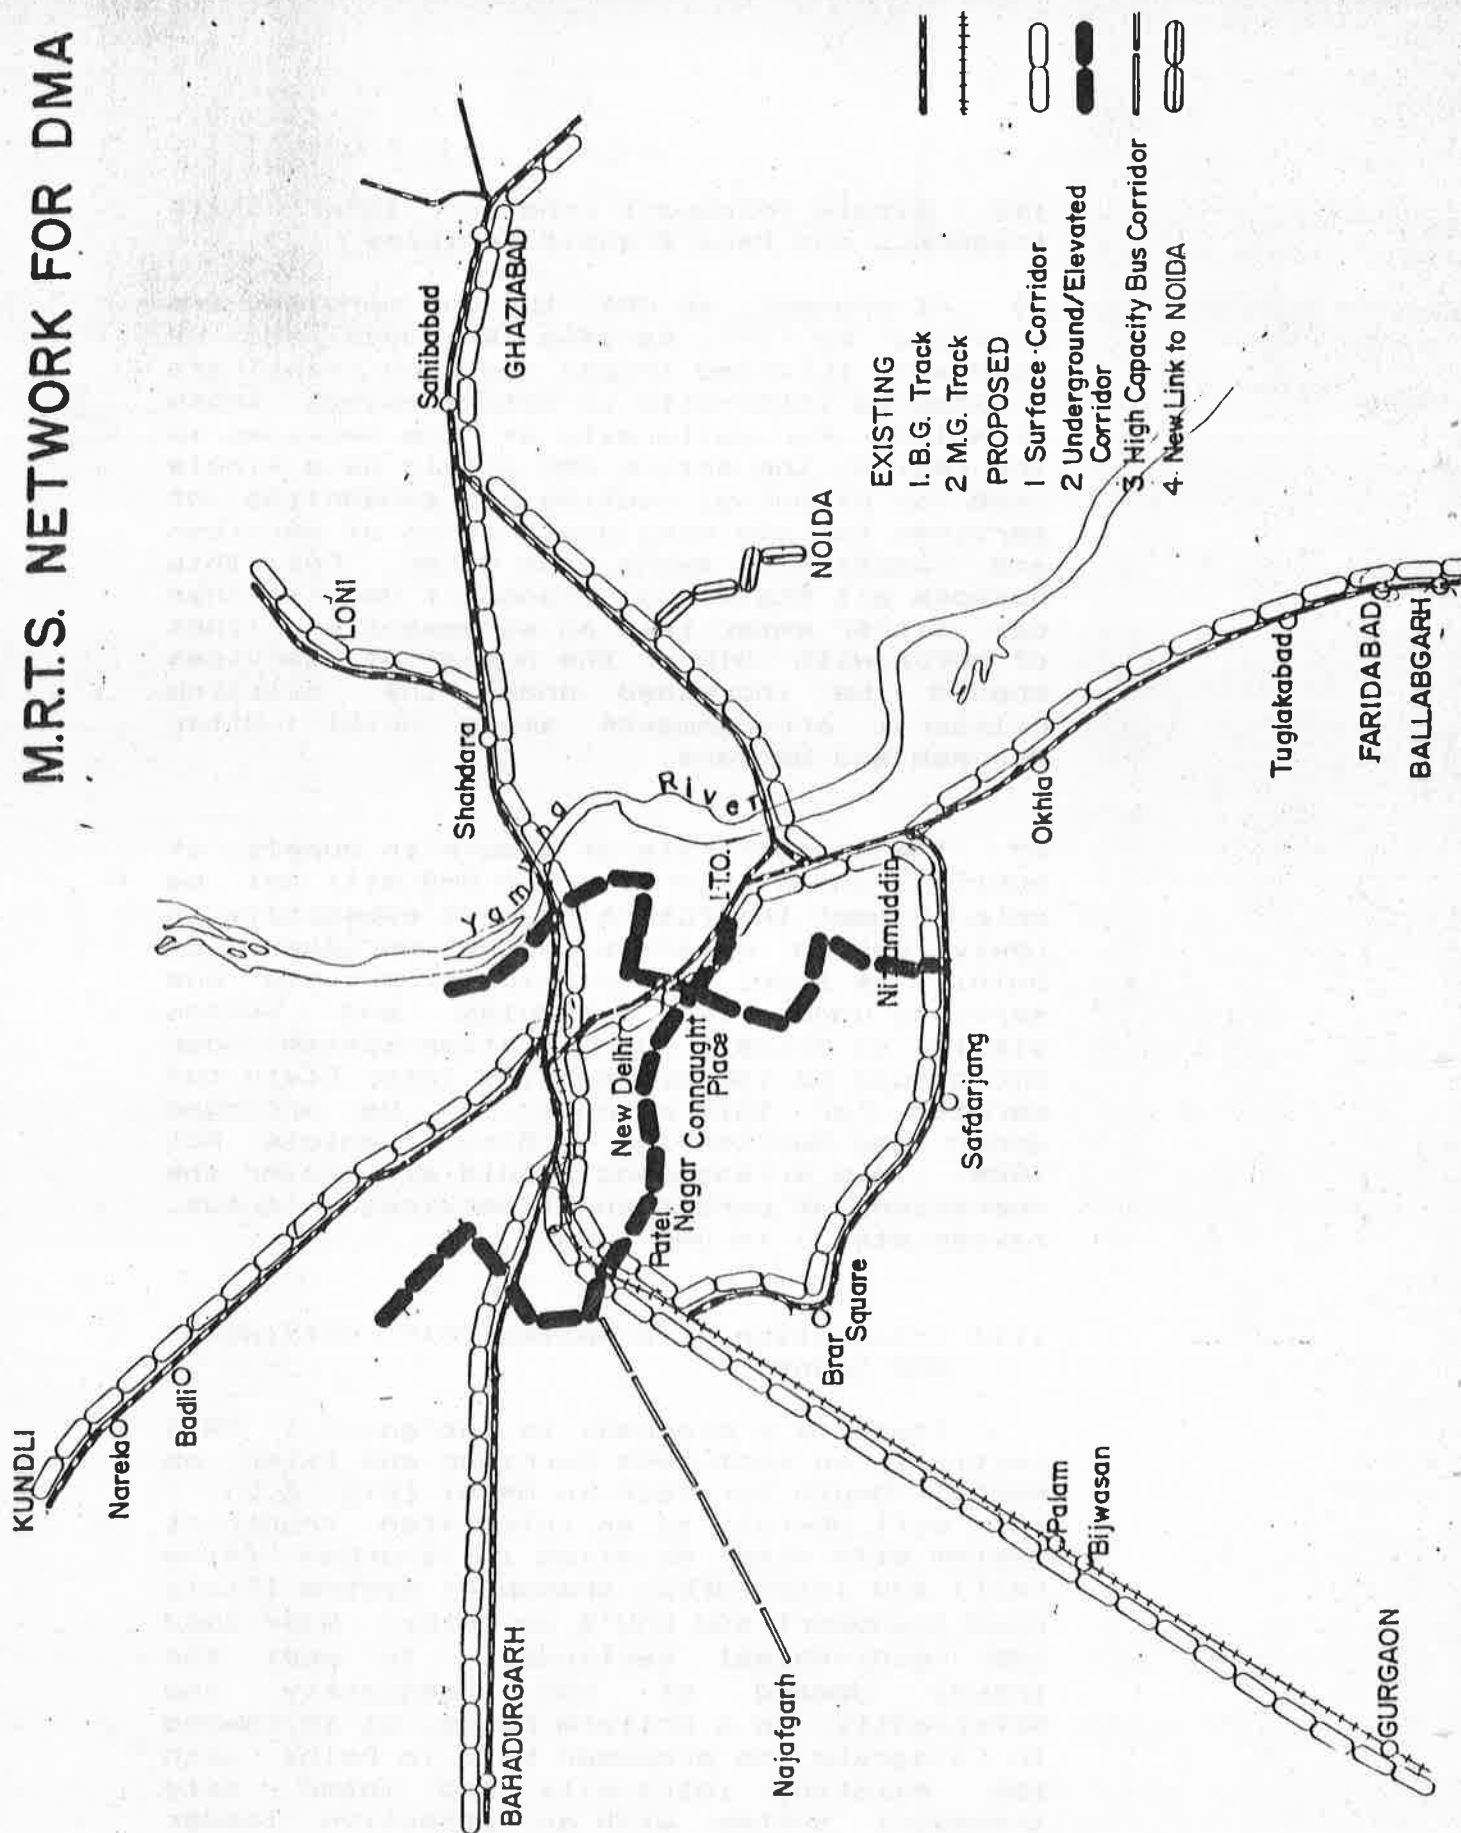 M.R.T.S. NETWORK FOR DMA
KUNDLI
Narela
Badli
LONI
Sahibabad
GHAZIABAD
Shahdara
Yamuna River
NOIDA
BAHADURGARH
New Delhi
Patel
Nagar
Connaught
Place
I.T.O.
Nizamuddin
Najafgarh
Brar
Square
Safdarjang
Okhla
Tuglakabad
FARIDABAD
BALLABGARH
Palam
Bijwasan
GURGAON
EXISTING
1. B.G. Track
2. M.G. Track
PROPOSED
1 Surface Corridor
2 Underground/Elevated
Corridor
3. High Capacity Bus Corridor
4. New Link to NOIDA